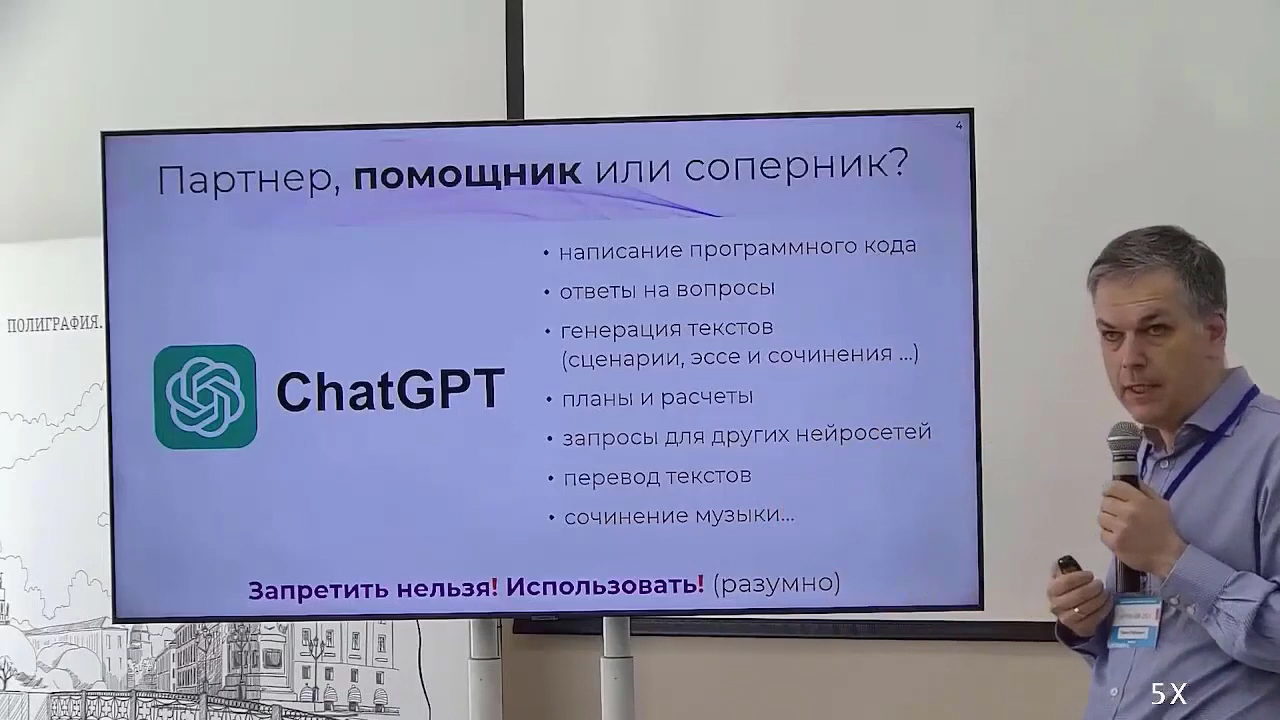 4
Партнер, помощник или соперник?
• написание программного кода
• ответы на вопросы
• генерация текстов
(сценарии, эссе и сочинения ...)
• планы и расчеты
• запросы для других нейросетей
• перевод текстов
• сочинение музыки...
ChatGPT
Запретить нельзя! Использовать! (разумно)
ПОЛИГРАФИЯ.
5X